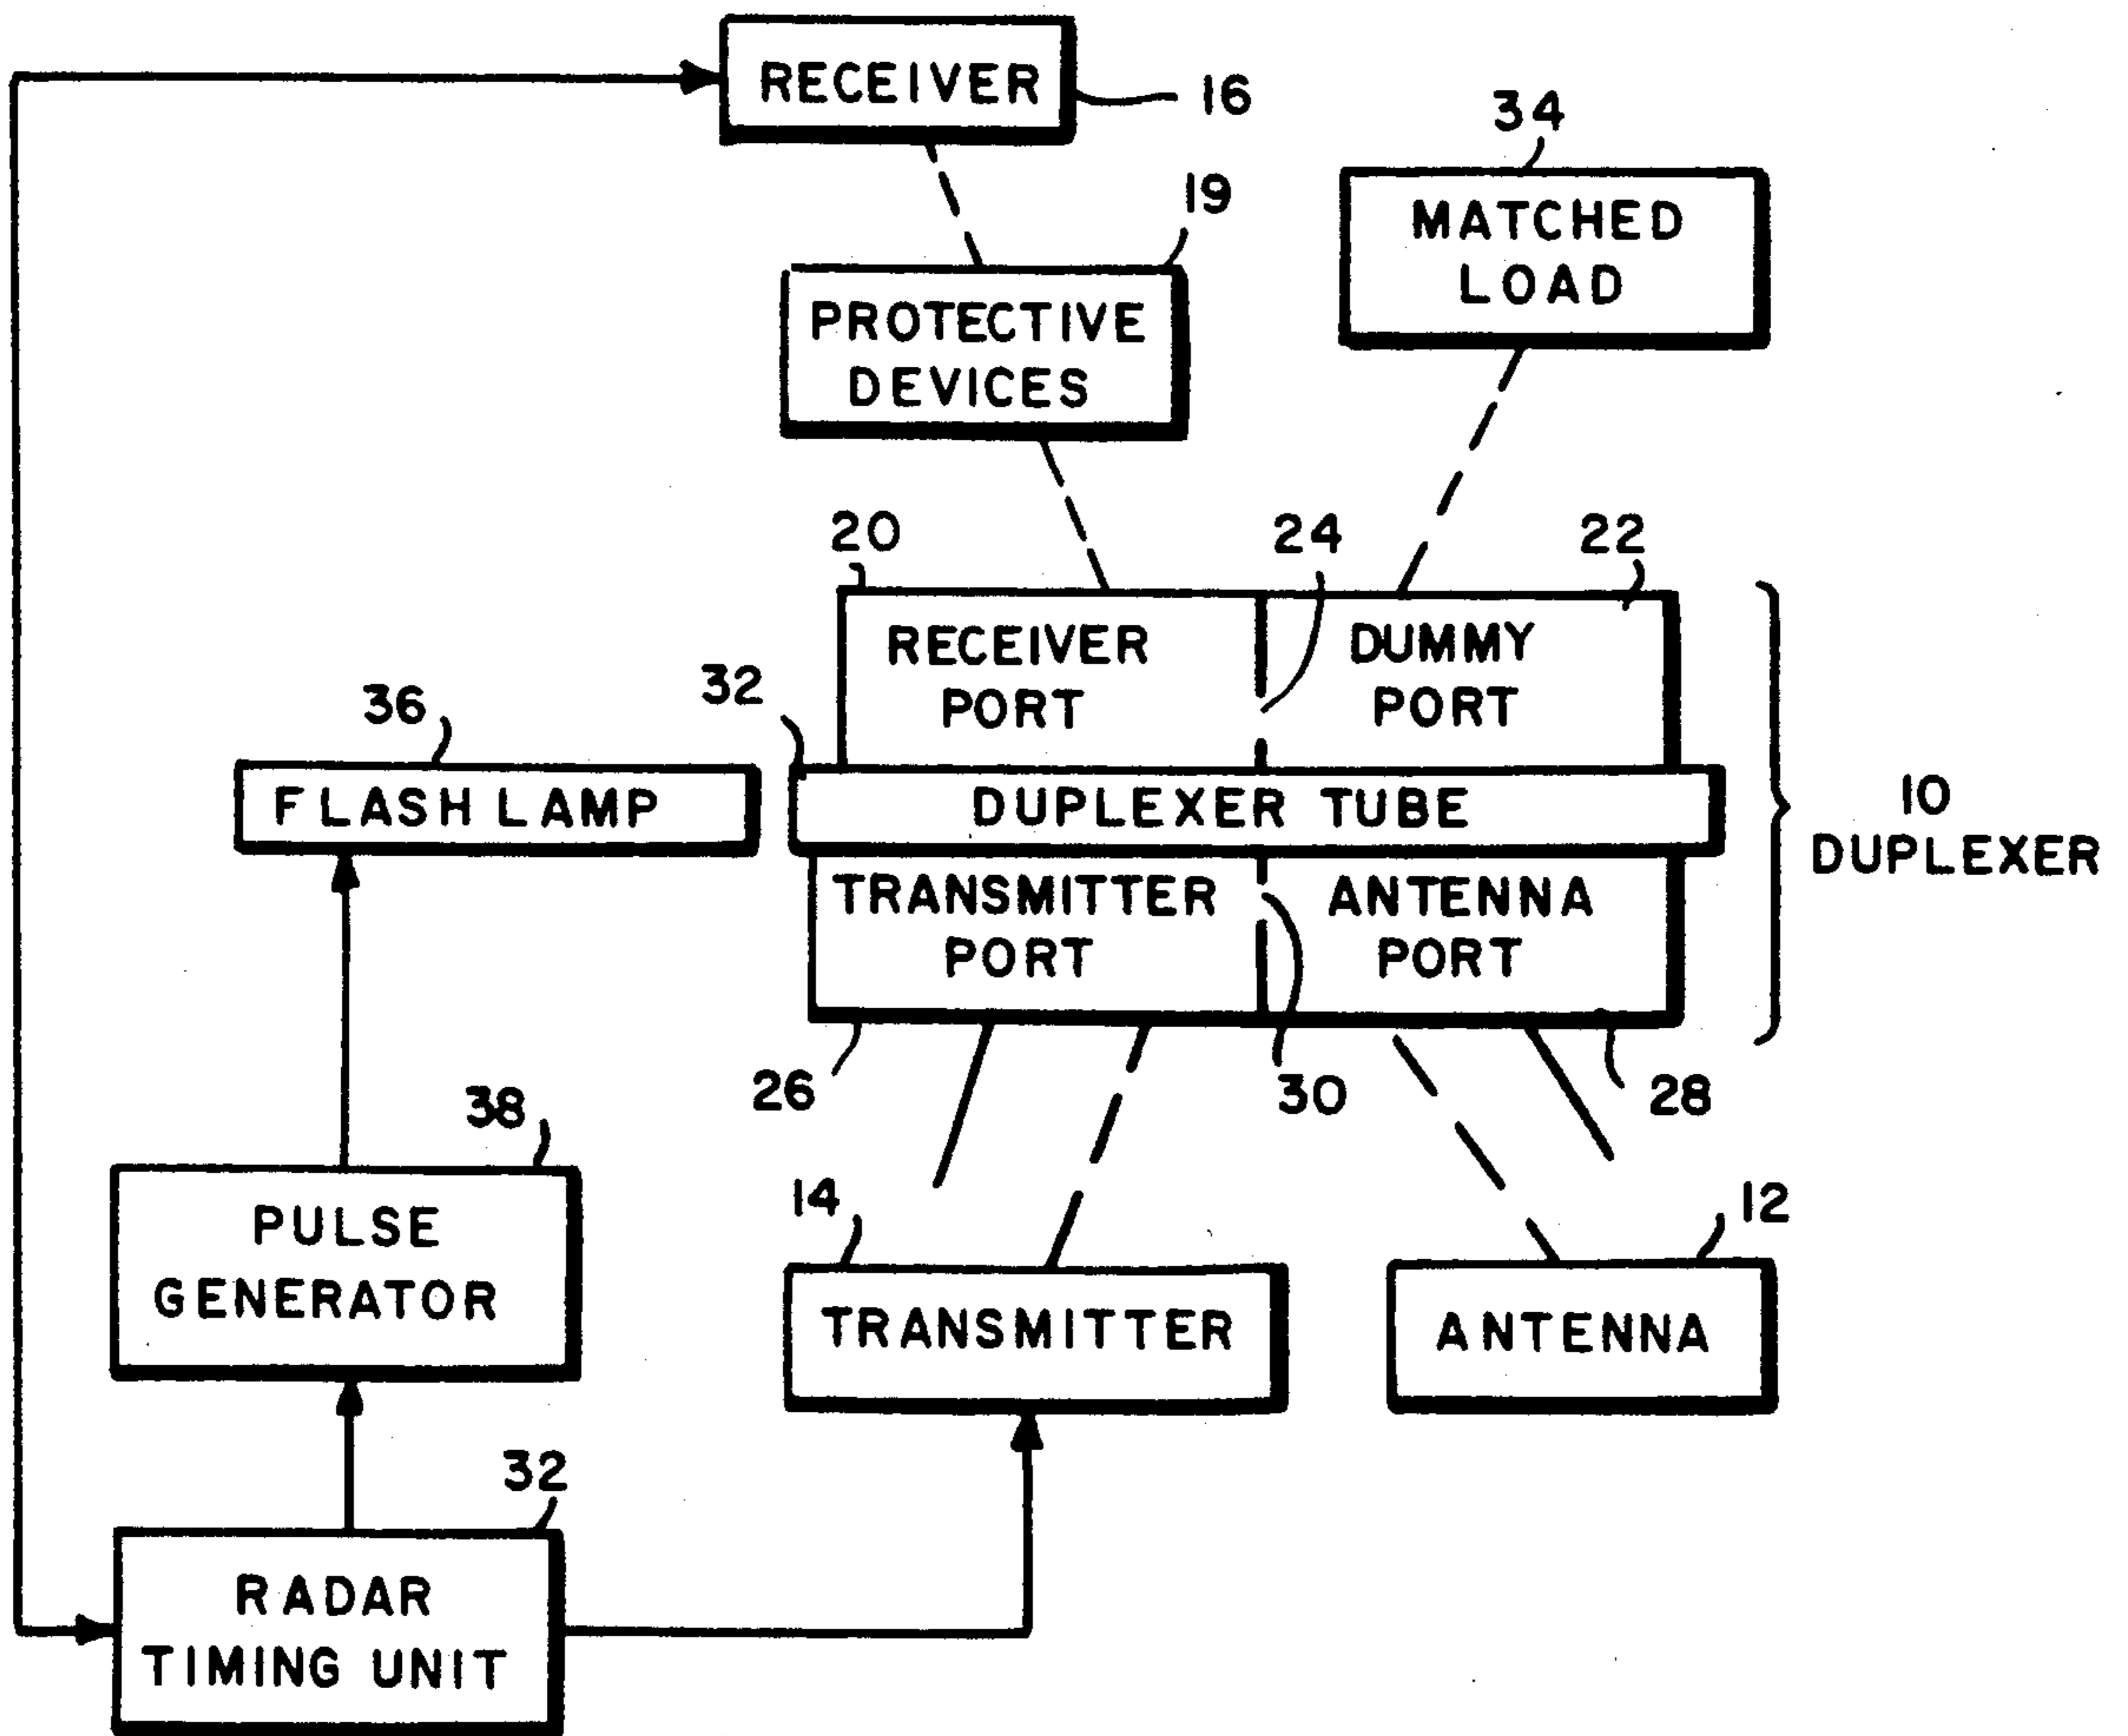 RECEIVER
16
34
MATCHED
LOAD
19
PROTECTIVE
DEVICES
20
24
22
RECEIVER
PORT
DUMMY
PORT
32
36
FLASH LAMP
DUPLEXER TUBE
10
DUPLEXER
TRANSMITTER
PORT
ANTENNA
PORT
26
30
28
38
PULSE
GENERATOR
14
12
TRANSMITTER
ANTENNA
32
RADAR
TIMING UNIT